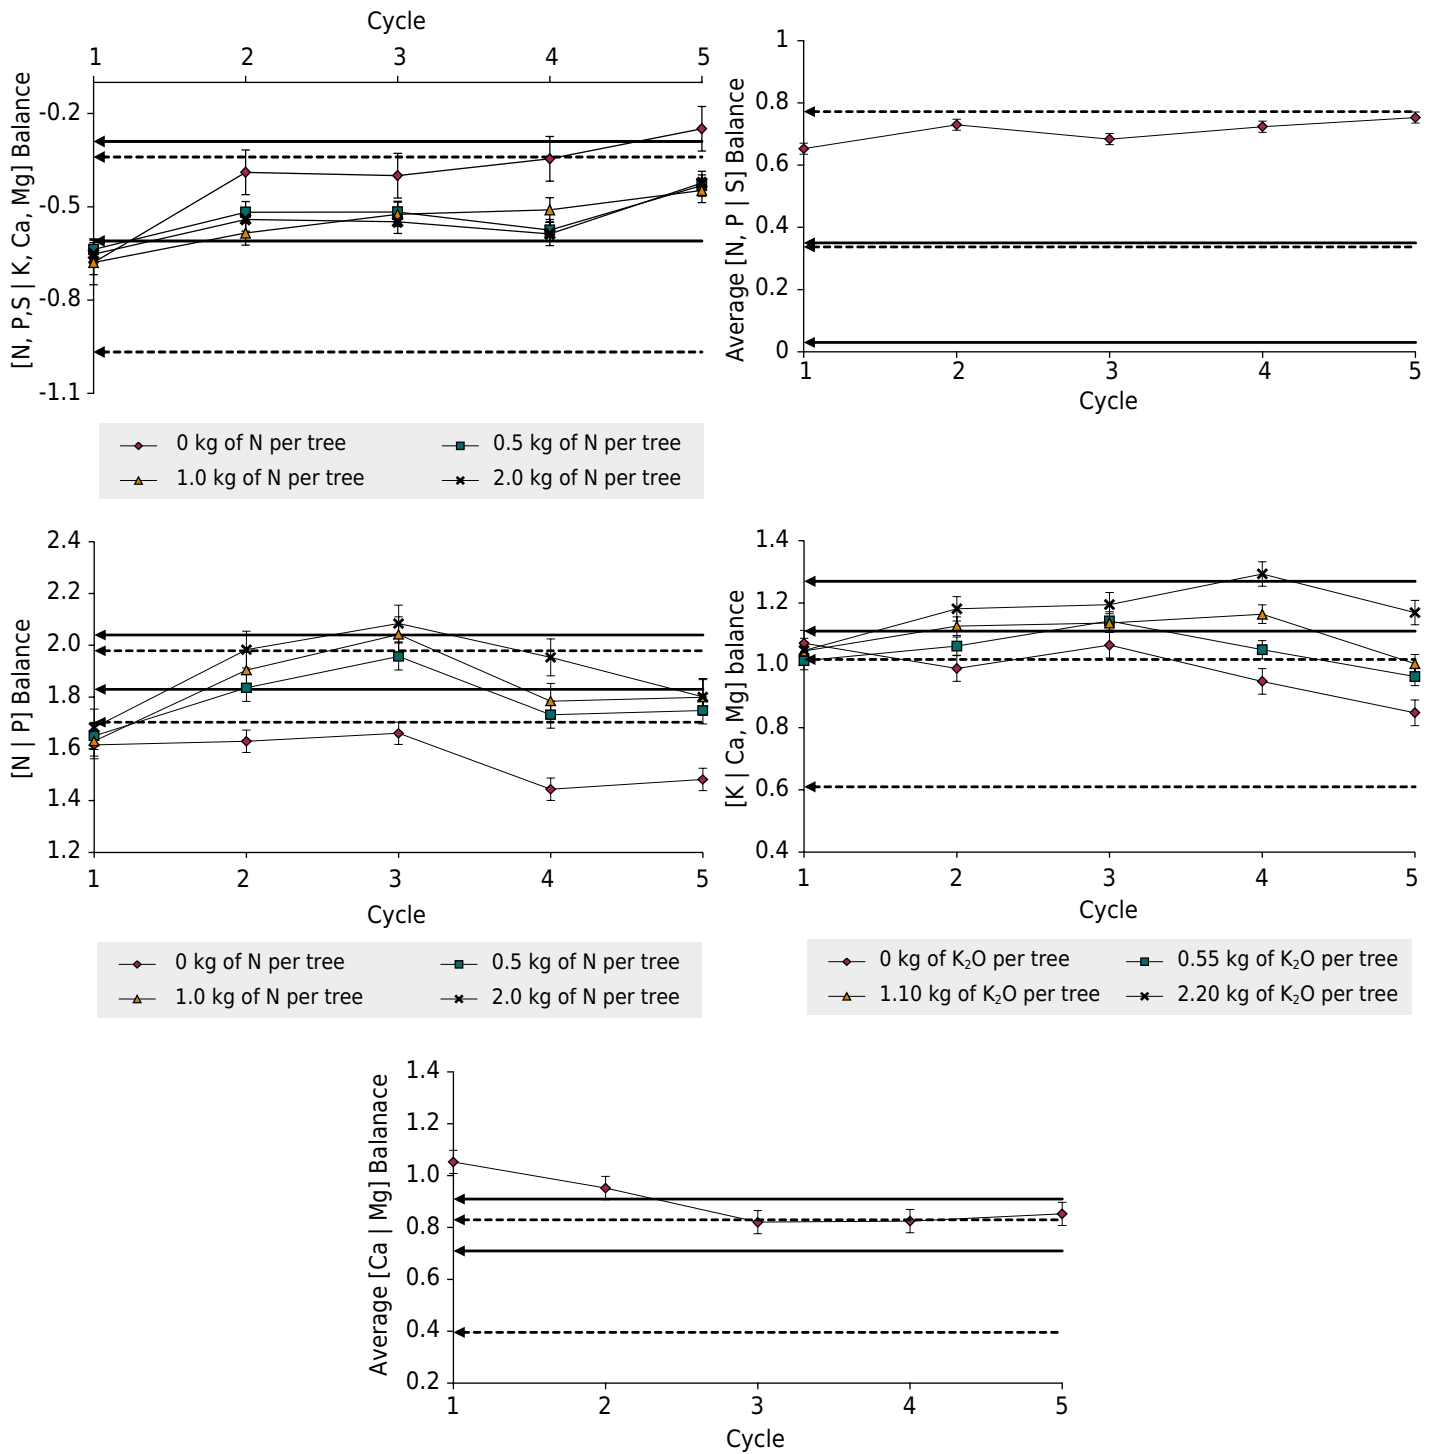 Cycle
1 2 3 4 5
[N, P,S | K, Ca, Mg] Balance
-0.2
-0.5
-0.8
-1.1
0 kg of N per tree 0.5 kg of N per tree
1.0 kg of N per tree 2.0 kg of N per tree
Average [N, P | S] Balance
1
0.8
0.6
0.4
0.2
0
1 2 3 4 5
Cycle
[N | P] Balance
2.4
2.2
2.0
1.8
1.6
1.4
1.2
1 2 3 4 5
Cycle
0 kg of N per tree 0.5 kg of N per tree
1.0 kg of N per tree 2.0 kg of N per tree
[K | Ca, Mg] balance
1.4
1.2
1.0
0.8
0.6
0.4
1 2 3 4 5
Cycle
0 kg of K₂O per tree 0.55 kg of K₂O per tree
1.10 kg of K₂O per tree 2.20 kg of K₂O per tree
Average [Ca | Mg] Balanace
1.4
1.2
1.0
0.8
0.6
0.4
0.2
1 2 3 4 5
Cycle